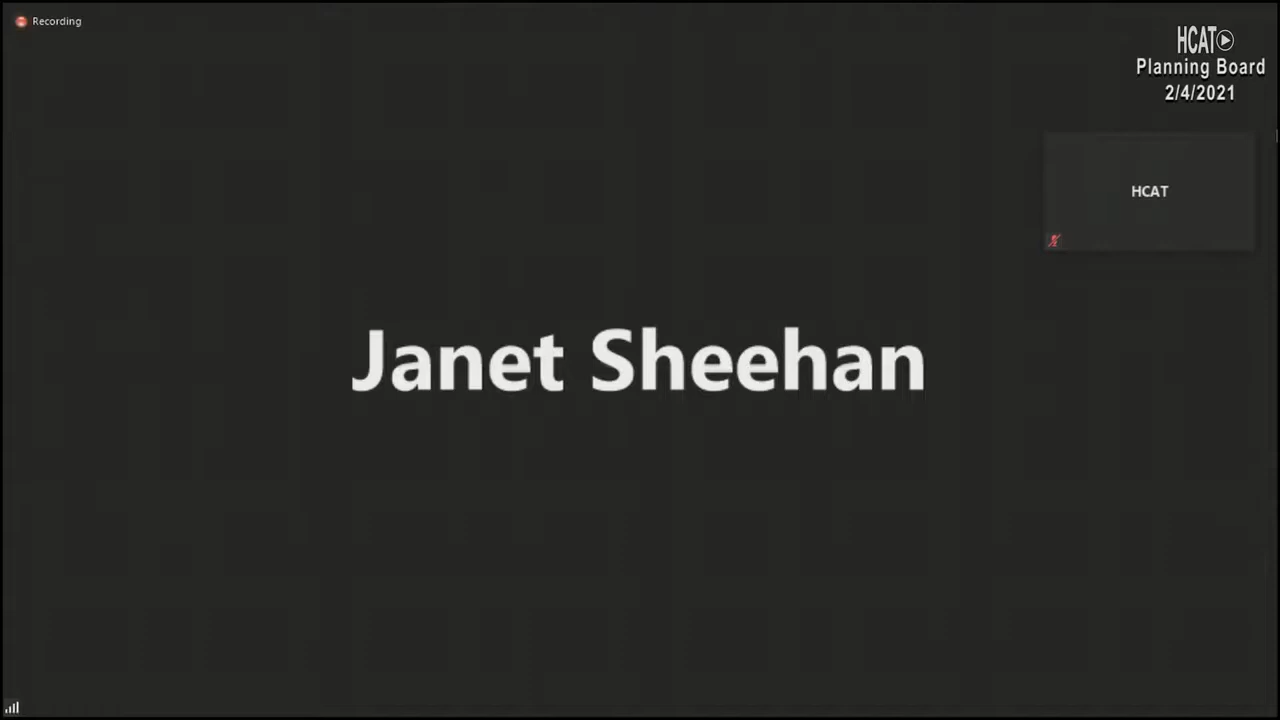 Recording
HCAT
Planning Board
2/4/2021
HCAT
Janet Sheehan